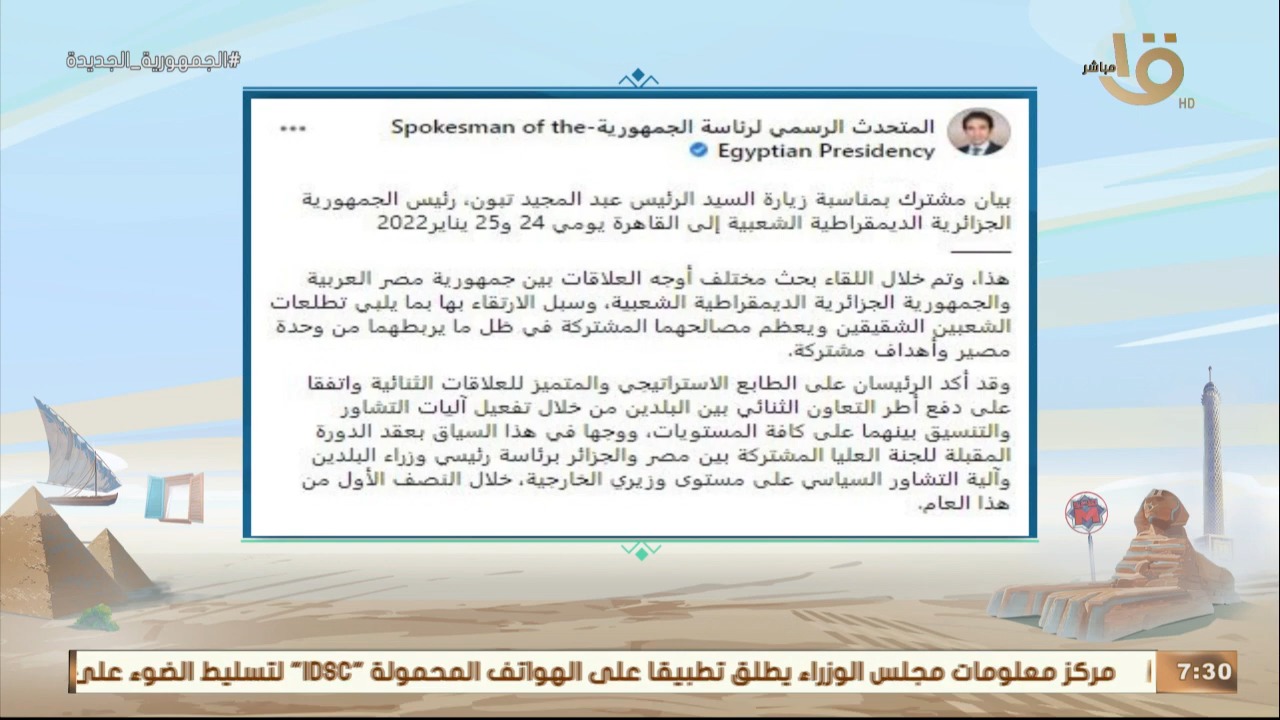 #الجمهورية_الجديدة
مباشر
HD
المتحدث الرسمي لرئاسة الجمهورية-Spokesman of the
Egyptian Presidency
بيان مشترك بمناسبة زيارة السيد الرئيس عبد المجيد تبون، رئيس الجمهورية
الجزائرية الديمقراطية الشعبية إلى القاهرة يومي 24 و25 يناير2022
هذا، وتم خلال اللقاء بحث مختلف أوجه العلاقات بين جمهورية مصر العربية
والجمهورية الجزائرية الديمقراطية الشعبية، وسبل الارتقاء بها بما يلبي تطلعات
الشعبين الشقيقين ويعظم مصالحهما المشتركة في ظل ما يربطهما من وحدة
مصير وأهداف مشتركة.
وقد أكد الرئيسان على الطابع الاستراتيجي والمتميز للعلاقات الثنائية واتفقا
على دفع أطر التعاون الثنائي بين البلدين من خلال تفعيل آليات التشاور
والتنسيق بينهما على كافة المستويات، ووجها في هذا السياق بعقد الدورة
المقبلة للجنة العليا المشتركة بين مصر والجزائر برئاسة رئيسي وزراء البلدين
وآلية التشاور السياسي على مستوى وزيري الخارجية، خلال النصف الأول من
هذا العام.
M
7:30
مركز معلومات مجلس الوزراء يطلق تطبيقا على الهواتف المحمولة "IDSC" لتسليط الضوء على